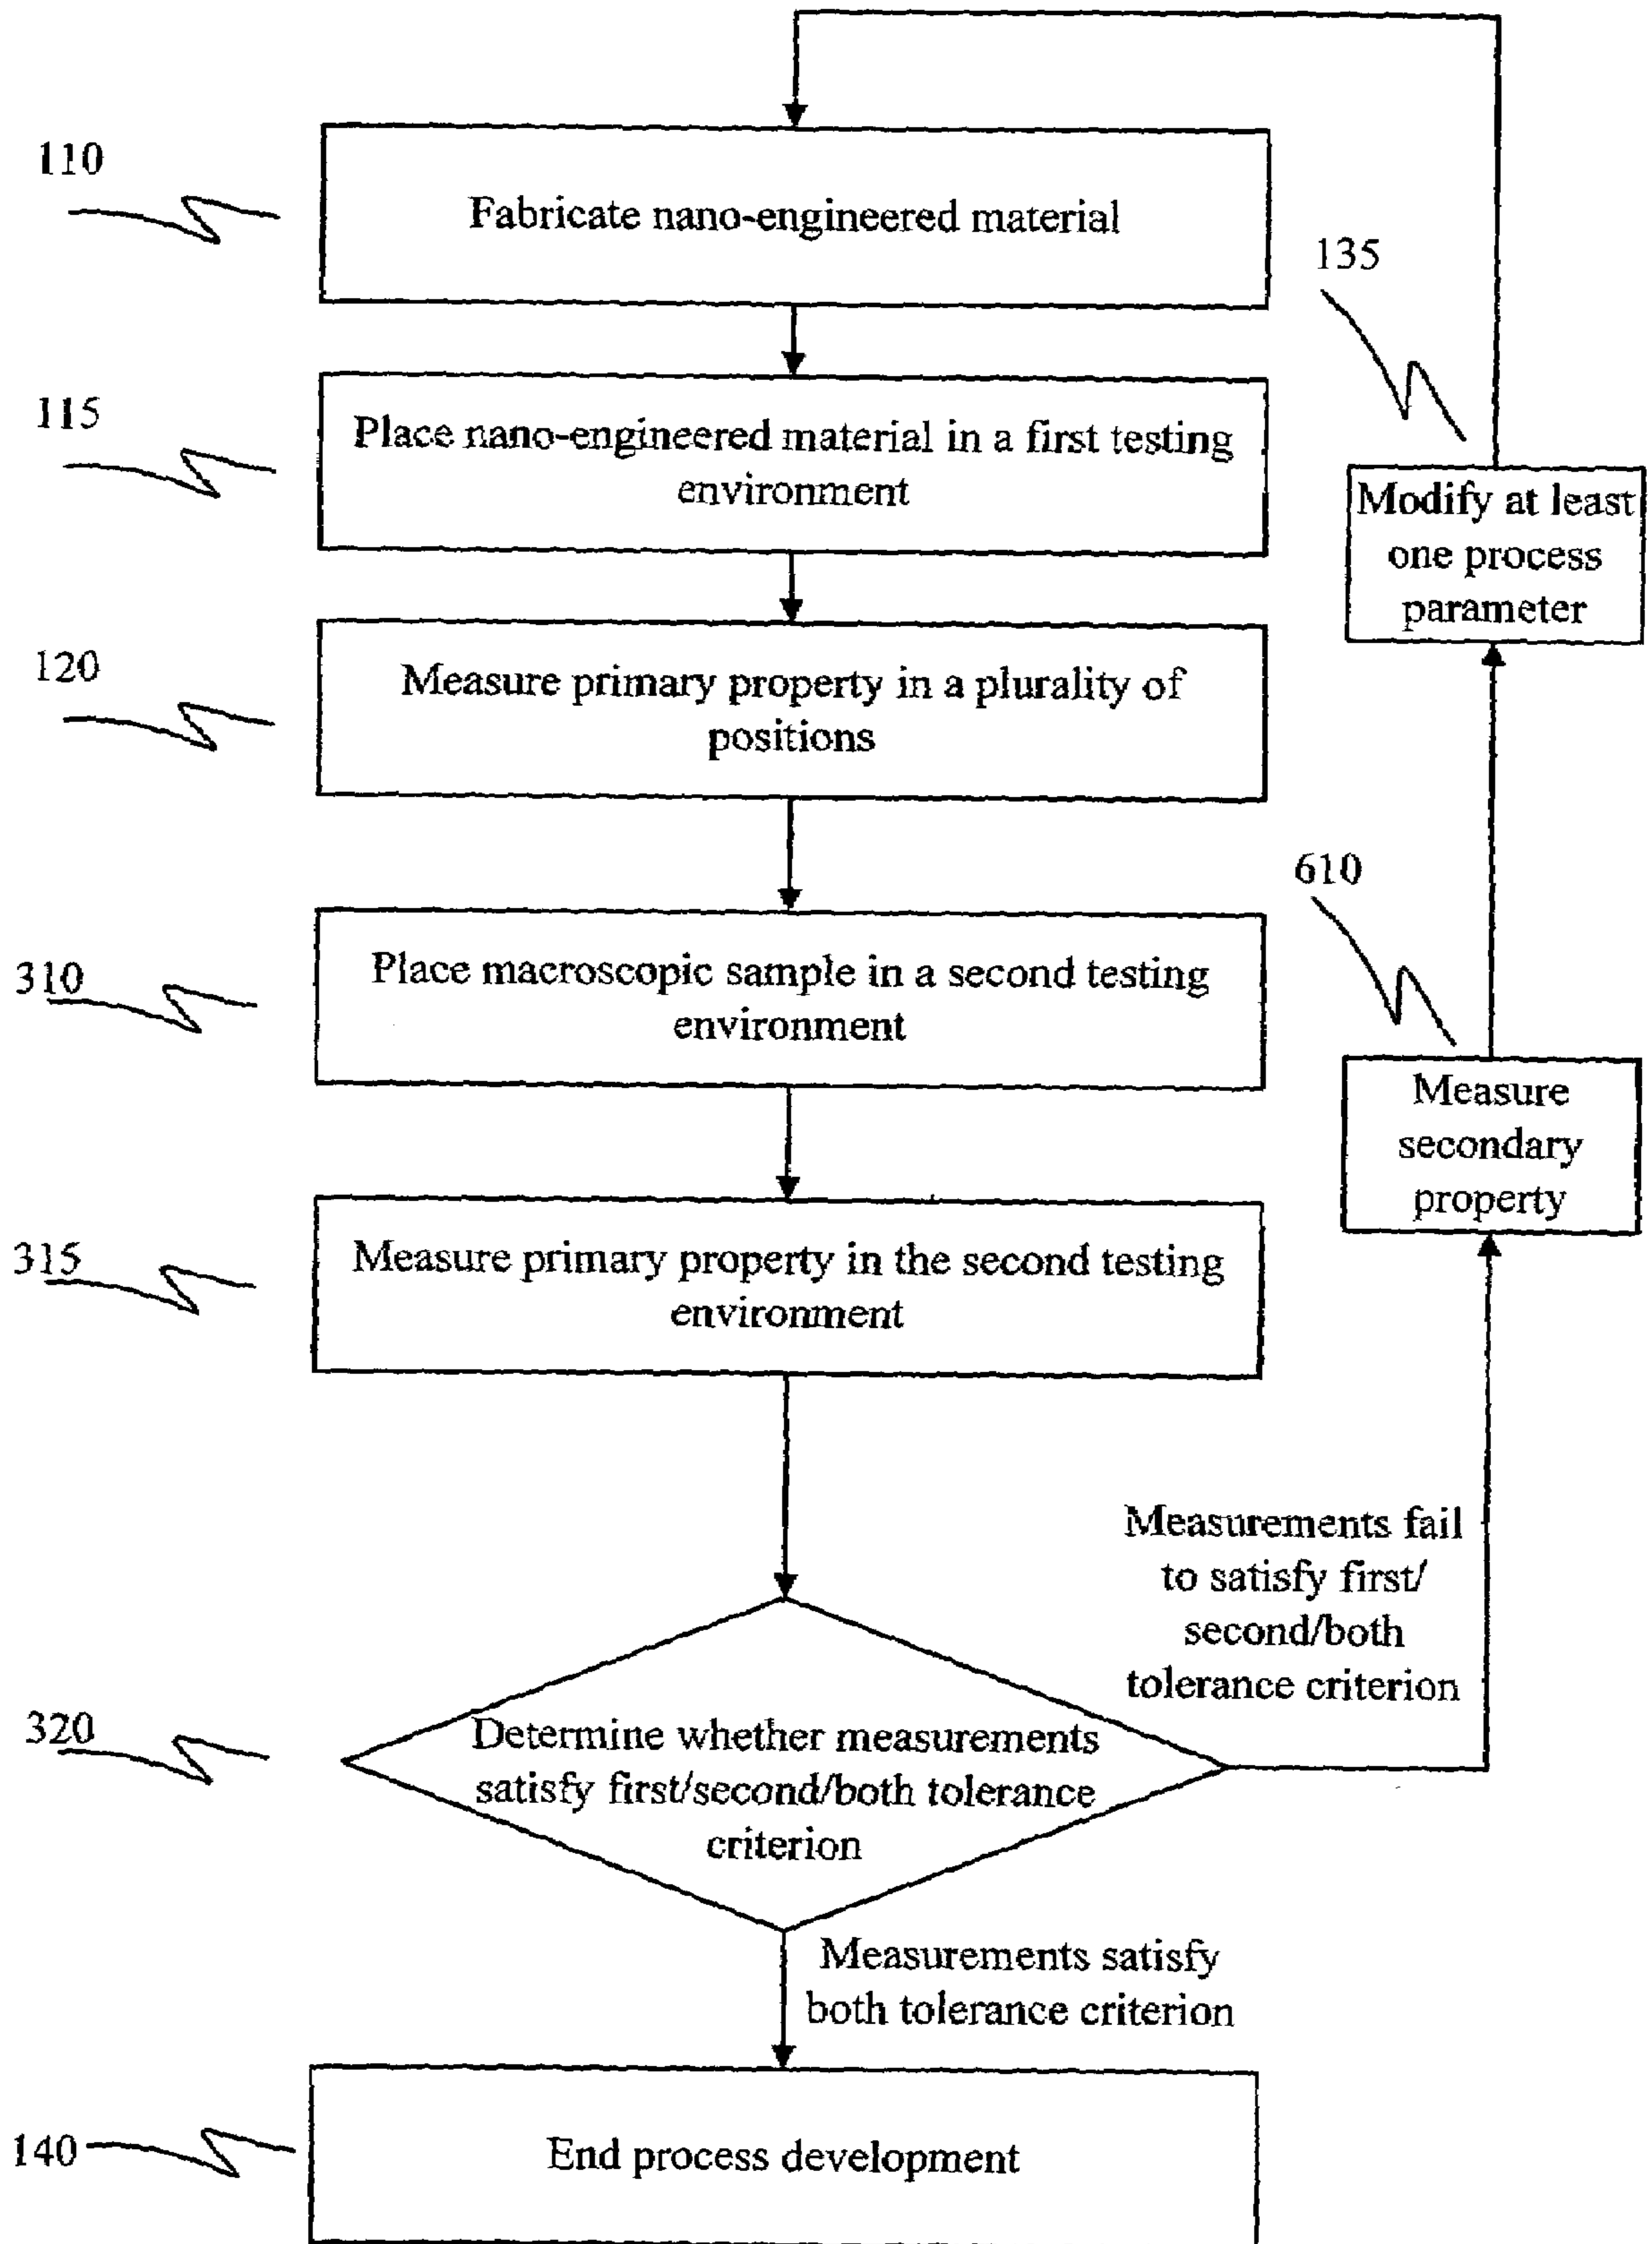 110
Fabricate nano-engineered material
135
115
Place nano-engineered material in a first testing
environment
Modify at least
one process
parameter
120
Measure primary property in a plurality of
positions
610
310
Place macroscopic sample in a second testing
environment
Measure
secondary
property
315
Measure primary property in the second testing
environment
Measurements fail
to satisfy first/
second/both
tolerance criterion
320
Determine whether measurements
satisfy first/second/both tolerance
criterion
Measurements satisfy
both tolerance criterion
140
End process development